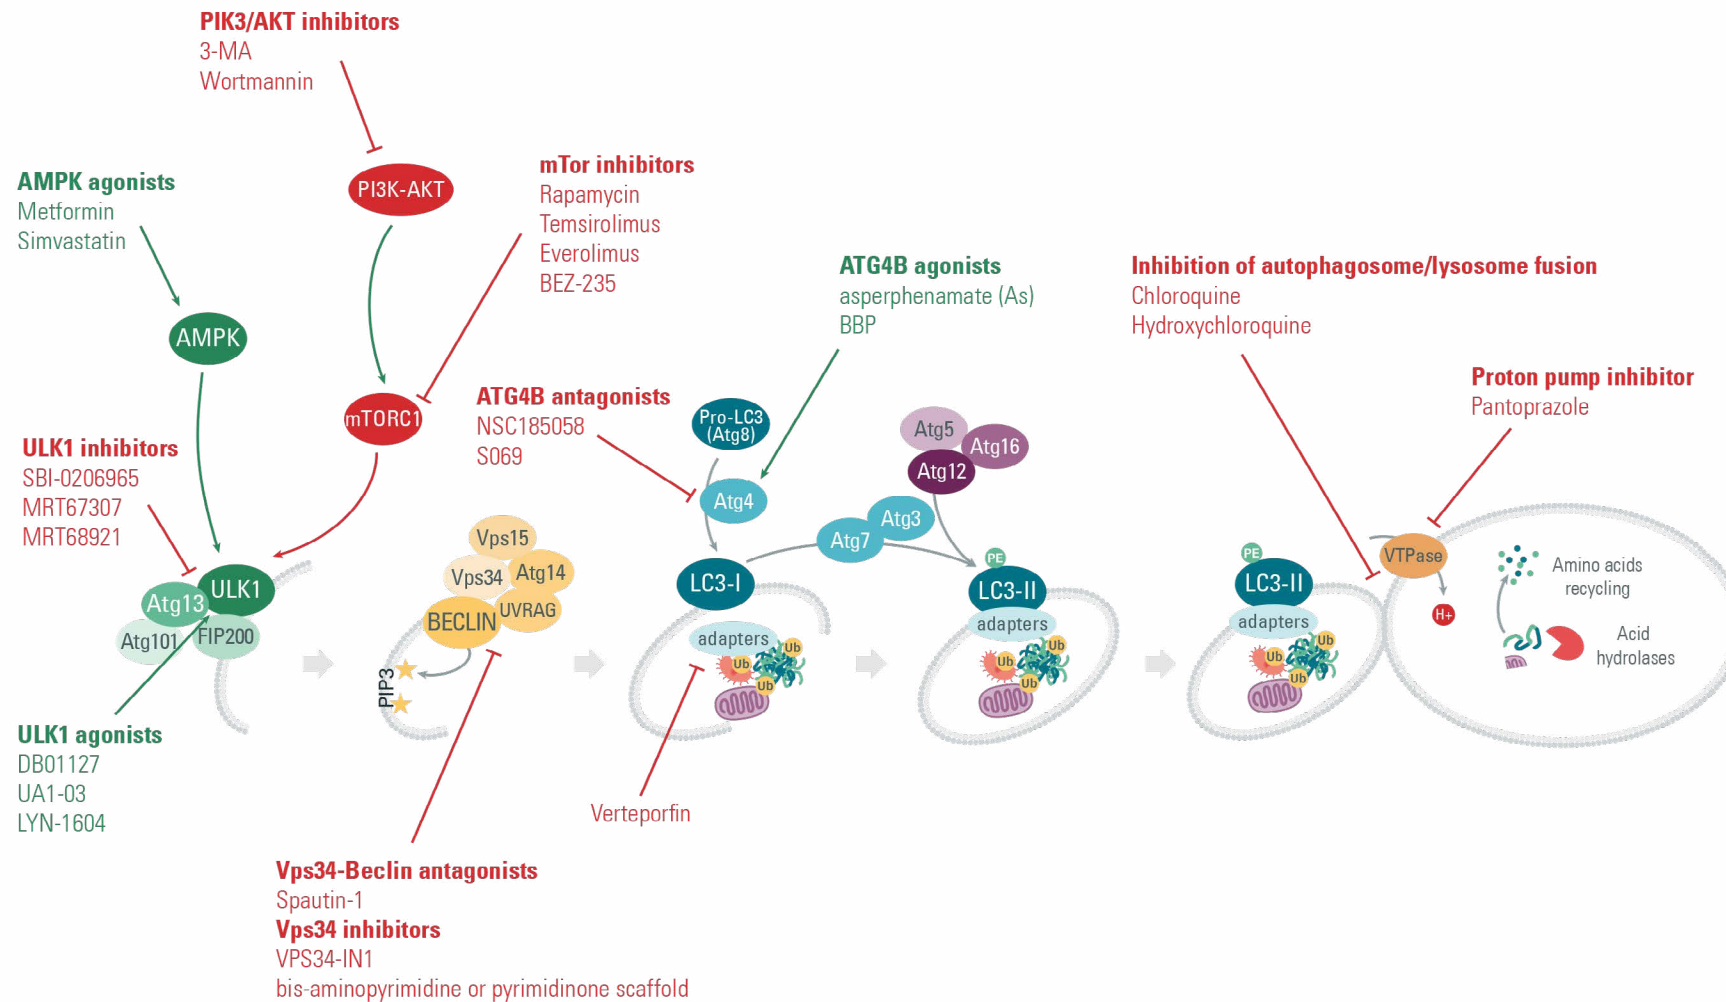 PIK3/AKT inhibitors
3-MA
Wortmannin
PI3K-AKT
mTor inhibitors
Rapamycin
Temsirolimus
Everolimus
BEZ-235
AMPK agonists
Metformin
Simvastatin
AMPK
mTORC1
ULK1 inhibitors
SBI-0206965
MRT67307
MRT68921
ULK1
Atg13
Atg101
FIP200
ULK1 agonists
DB01127
UA1-03
LYN-1604
Vps15
Vps34
Atg14
UVRAG
BECLIN
PIP3
Vps34-Beclin antagonists
Spautin-1
Vps34 inhibitors
VPS34-IN1
bis-aminopyrimidine or pyrimidinone scaffold
ATG4B antagonists
NSC185058
S069
ATG4B agonists
asperphenamate (As)
BBP
Pro-LC3
(Atg8)
Atg4
LC3-I
adapters
Ub
Ub
Ub
Verteporfin
Atg7
Atg3
Atg5
Atg16
Atg12
PE
LC3-II
adapters
Ub
Ub
Ub
Inhibition of autophagosome/lysosome fusion
Chloroquine
Hydroxychloroquine
Proton pump inhibitor
Pantoprazole
PE
LC3-II
adapters
Ub
Ub
Ub
VTPase
H+
Amino acids
recycling
Acid
hydrolases